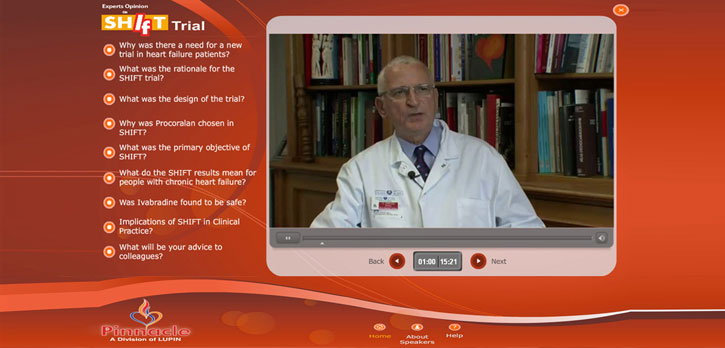 Experts Opinion
on
SHIfT Trial
Why was there a need for a new
trial in heart failure patients?
What was the rationale for the
SHIFT trial?
What was the design of the trial?
Why was Procoralan chosen in
SHIFT?
What was the primary objective of
SHIFT?
What do the SHIFT results mean for
people with chronic heart failure?
Was Ivabradine found to be safe?
Implications of SHIFT in Clinical
Practice?
What will be your advice to
colleagues?
Back 01:00 15:21 Next
Pinnacle
A Division of LUPIN
Home About Help
Speakers